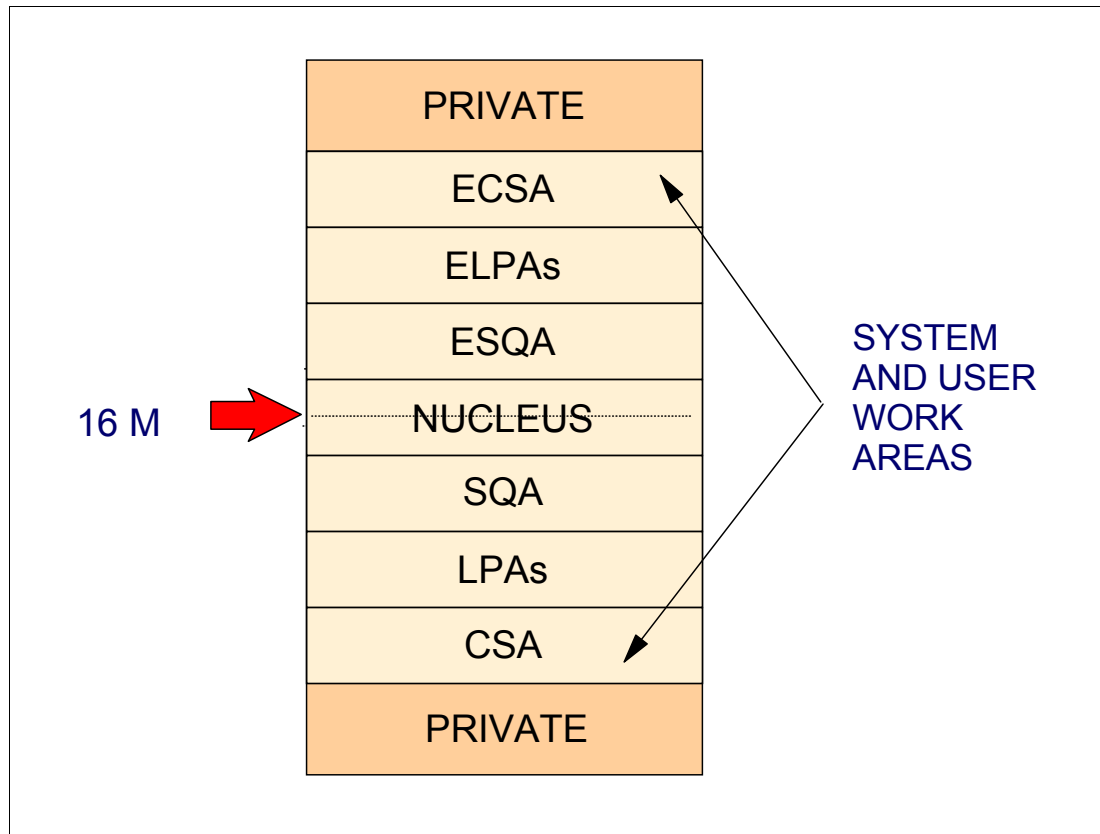 PRIVATE
ECSA
ELPAs
ESQA
16 M
NUCLEUS
SQA
LPAs
CSA
PRIVATE
SYSTEM
AND USER
WORK
AREAS